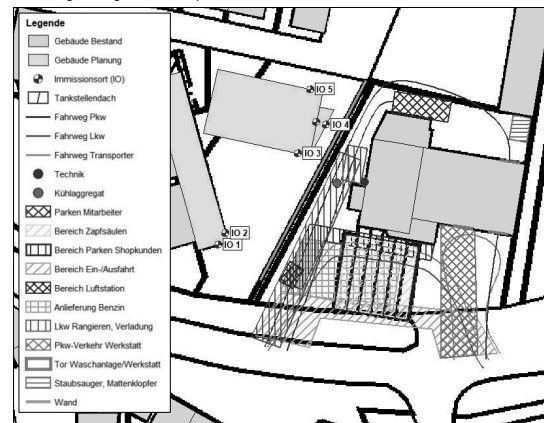 Legende
Gebäude Bestand
Gebäude Planung
Immissionsort (IO)
Tankstellendach
Fahrweg Pkw
Fahrweg Lkw
Fahrweg Transporter
Technik
Kühlaggregat
Parken Mitarbeiter
Bereich Zapfsäulen
Bereich Parken Shopkunden
Bereich Ein-/Ausfahrt
Bereich Luftstation
Anlieferung Benzin
Lkw Rangieren, Verladung
Pkw-Verkehr Werkstatt
Tor Waschanlage/Werkstatt
Staubsauger, Mattenklopfer
Wand
IO 5
IO 4
IO 3
IO 2
IO 1